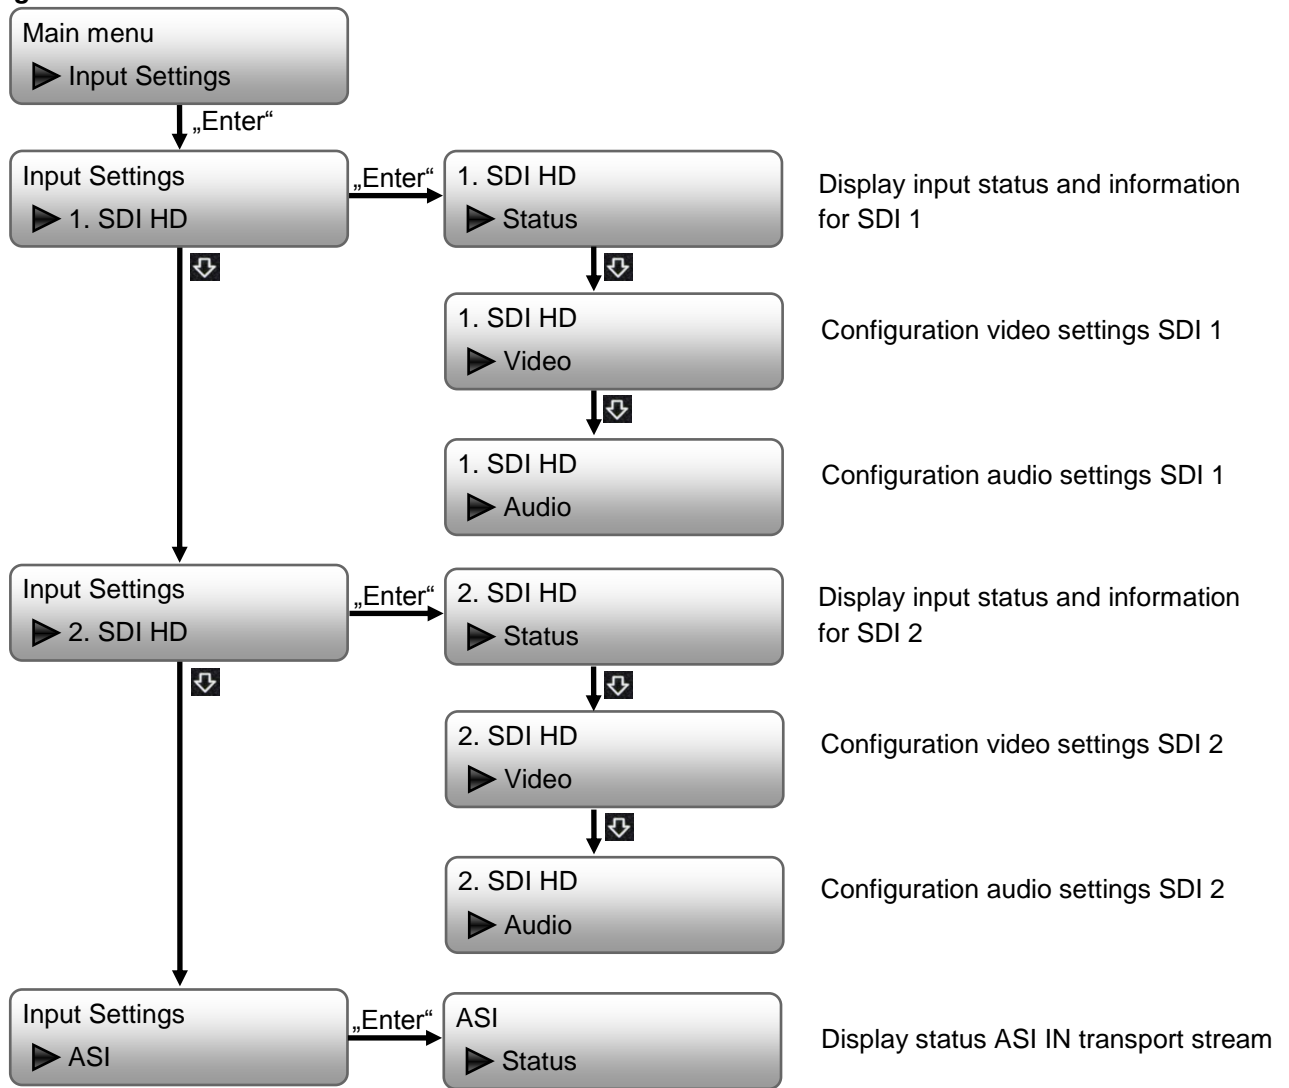 Main menu
Input Settings
„Enter“
Input Settings
1. SDI HD
„Enter“
1. SDI HD
Status
Display input status and information
for SDI 1
1. SDI HD
Video
Configuration video settings SDI 1
1. SDI HD
Audio
Configuration audio settings SDI 1
Input Settings
2. SDI HD
„Enter“
2. SDI HD
Status
Display input status and information
for SDI 2
2. SDI HD
Video
Configuration video settings SDI 2
2. SDI HD
Audio
Configuration audio settings SDI 2
Input Settings
ASI
„Enter“
ASI
Status
Display status ASI IN transport stream